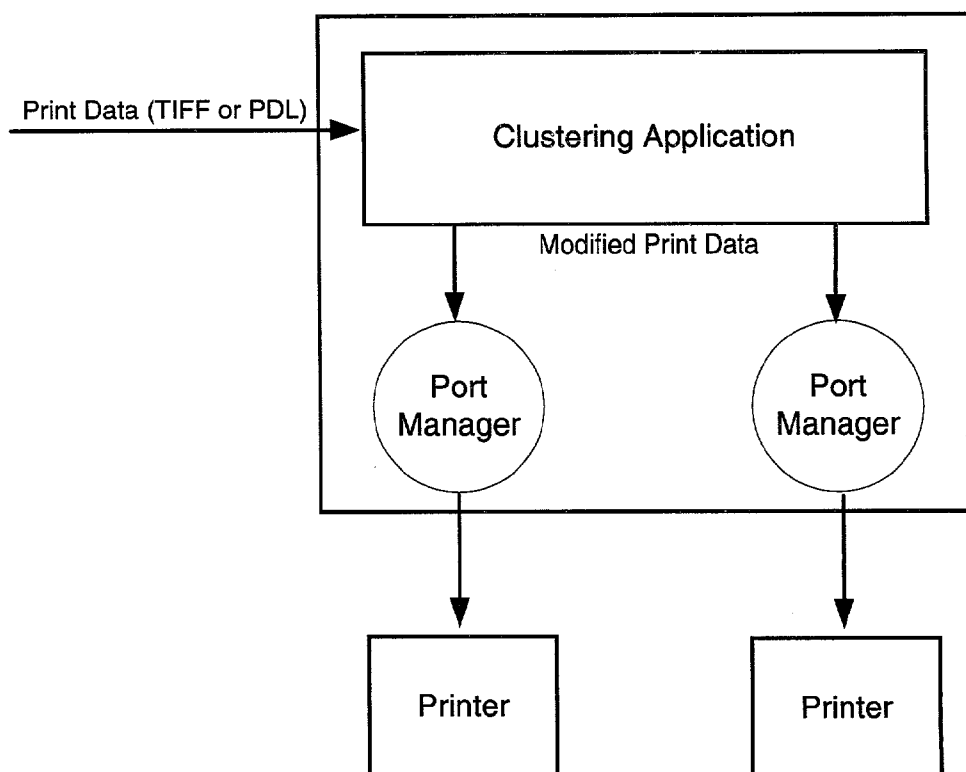 Print Data (TIFF or PDL)
Clustering Application
Modified Print Data
Port
Manager
Port
Manager
Printer
Printer